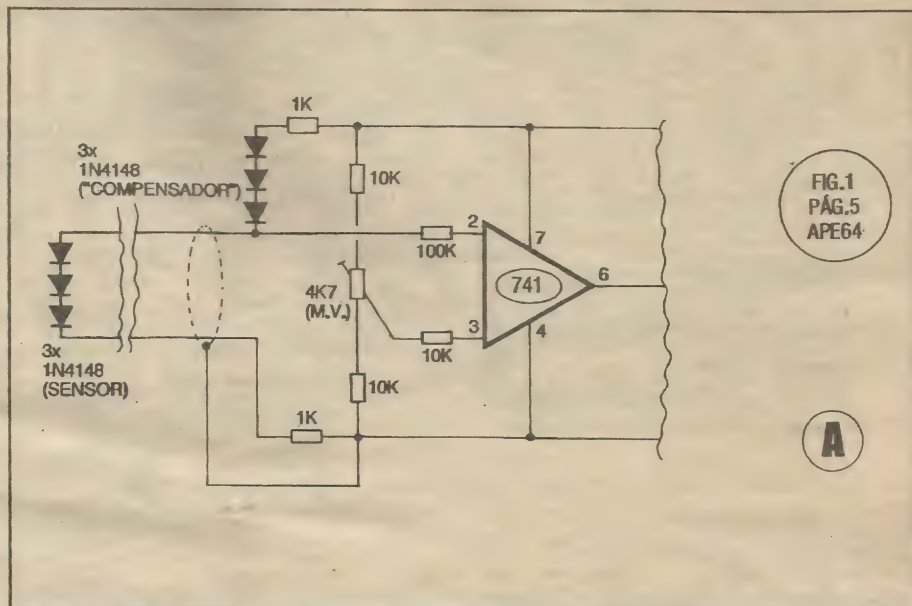 1K
3x
1N4148
("COMPENSADOR")
10K
2
100K
7
741
6
4K7
(M.V.)
3
4
10K
3x
1N4148
(SENSOR)
10K
1K
FIG.1
PÁG.5
APE64
A